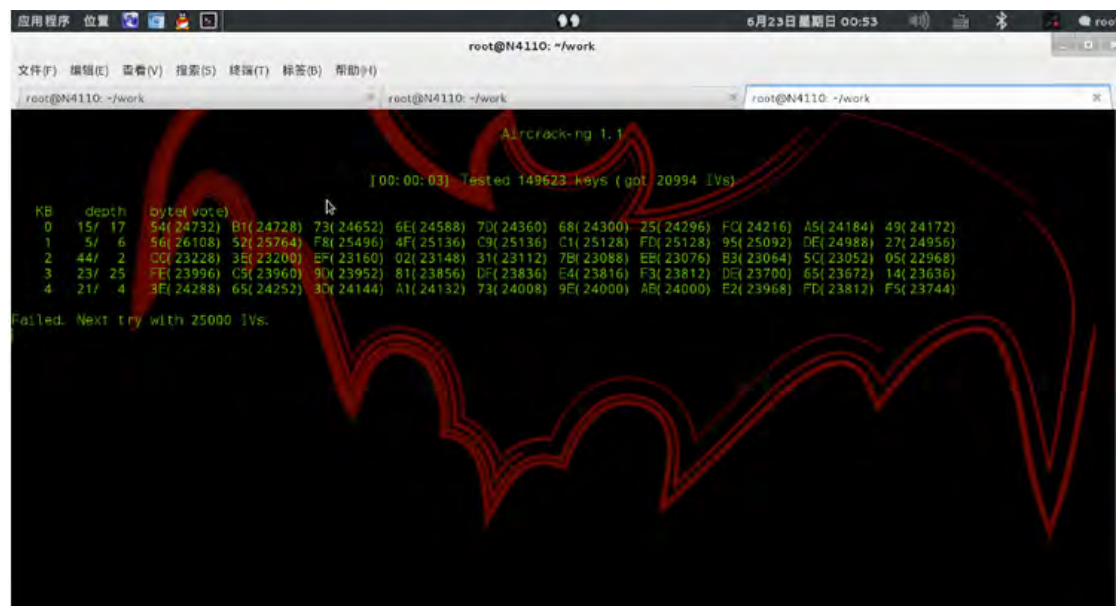 应用程序 位置 6月23日星期日 00:53 roo
root@N4110: ~/work
文件(F) 编辑(E) 查看(V) 搜索(S) 终端(T) 标签(B) 帮助(H)
root@N4110: ~/work root@N4110: ~/work root@N4110: ~/work
Aircrack-ng 1.1
[00:00:03] Tested 149623 keys (got 20994 IVs)
KB depth byte(vote)
0 15/ 17 54(24732) B1(24728) 73(24652) 6E(24588) 7D(24360) 68(24300) 25(24296) FC(24216) A5(24184) 49(24172)
1 5/ 6 56(26108) 52(25764) F8(25496) 4F(25136) C9(25136) C1(25128) FD(25128) 95(25092) DE(24988) 27(24956)
2 44/ 2 CC(23228) 3E(23200) EF(23160) 02(23148) 31(23112) 7B(23088) EB(23076) B3(23064) 5C(23052) 05(22968)
3 23/ 25 FE(23996) C5(23960) 9D(23952) 81(23856) DF(23836) E4(23816) F3(23812) DE(23700) 65(23672) 14(23636)
4 21/ 4 3E(24288) 65(24252) 3D(24144) A1(24132) 73(24008) 9E(24000) AB(24000) E2(23968) FD(23812) F5(23744)
Failed. Next try with 25000 IVs.